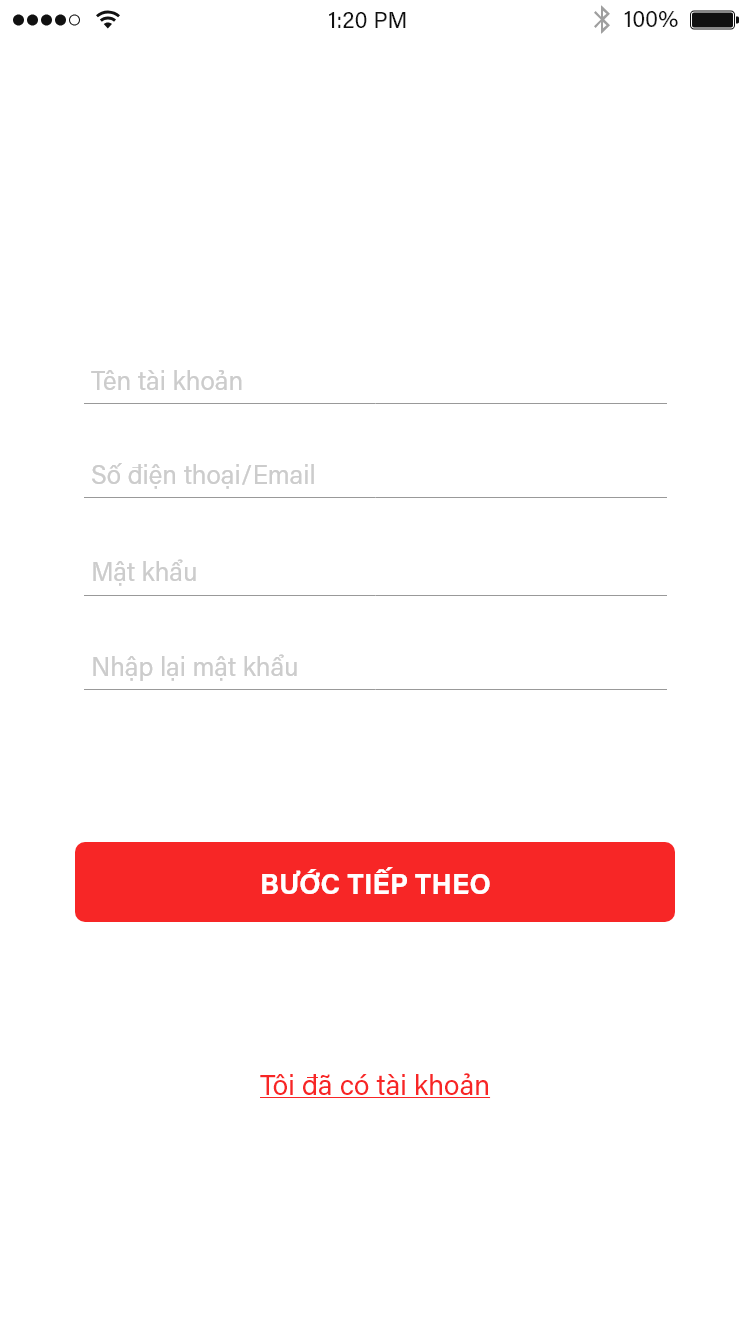 1:20 PM 100%
Tên tài khoản
Số điện thoại/Email
Mật khẩu
Nhập lại mật khẩu
BƯỚC TIẾP THEO
Tôi đã có tài khoản